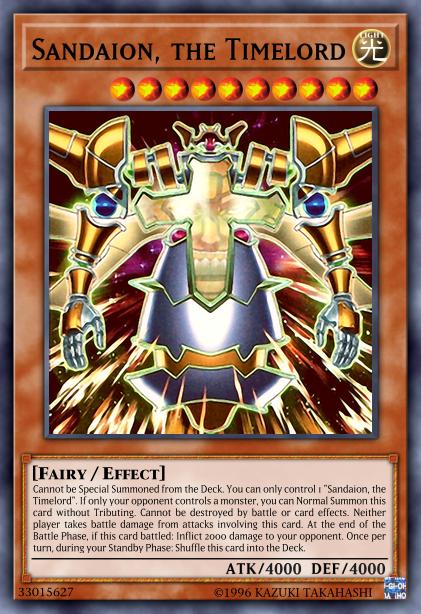 SANDAION, THE TIMELORD
LIGHT
光
[FAIRY / EFFECT]
Cannot be Special Summoned from the Deck. You can only control 1 "Sandaion, the
Timelord". If only your opponent controls a monster, you can Normal Summon this
card without Tributing. Cannot be destroyed by battle or card effects. Neither
player takes battle damage from attacks involving this card. At the end of the
Battle Phase, if this card battled: Inflict 2000 damage to your opponent. Once per
turn, during your Standby Phase: Shuffle this card into the Deck.
ATK/4000 DEF/4000
33015627
©1996 KAZUKI TAKAHASHI